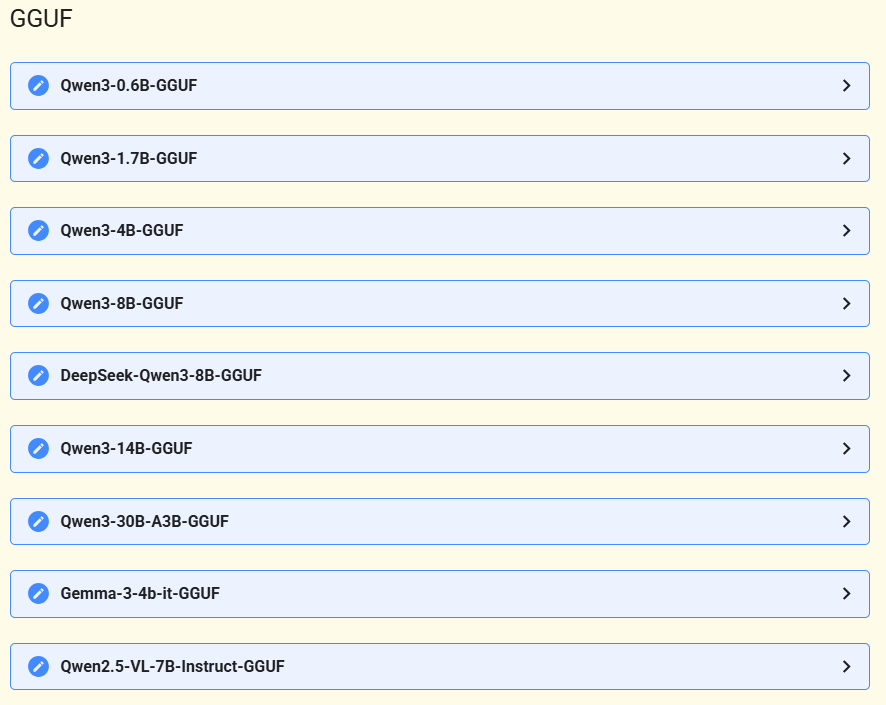 GGUF
Qwen3-0.6B-GGUF
Qwen3-1.7B-GGUF
Qwen3-4B-GGUF
Qwen3-8B-GGUF
DeepSeek-Qwen3-8B-GGUF
Qwen3-14B-GGUF
Qwen3-30B-A3B-GGUF
Gemma-3-4b-it-GGUF
Qwen2.5-VL-7B-Instruct-GGUF